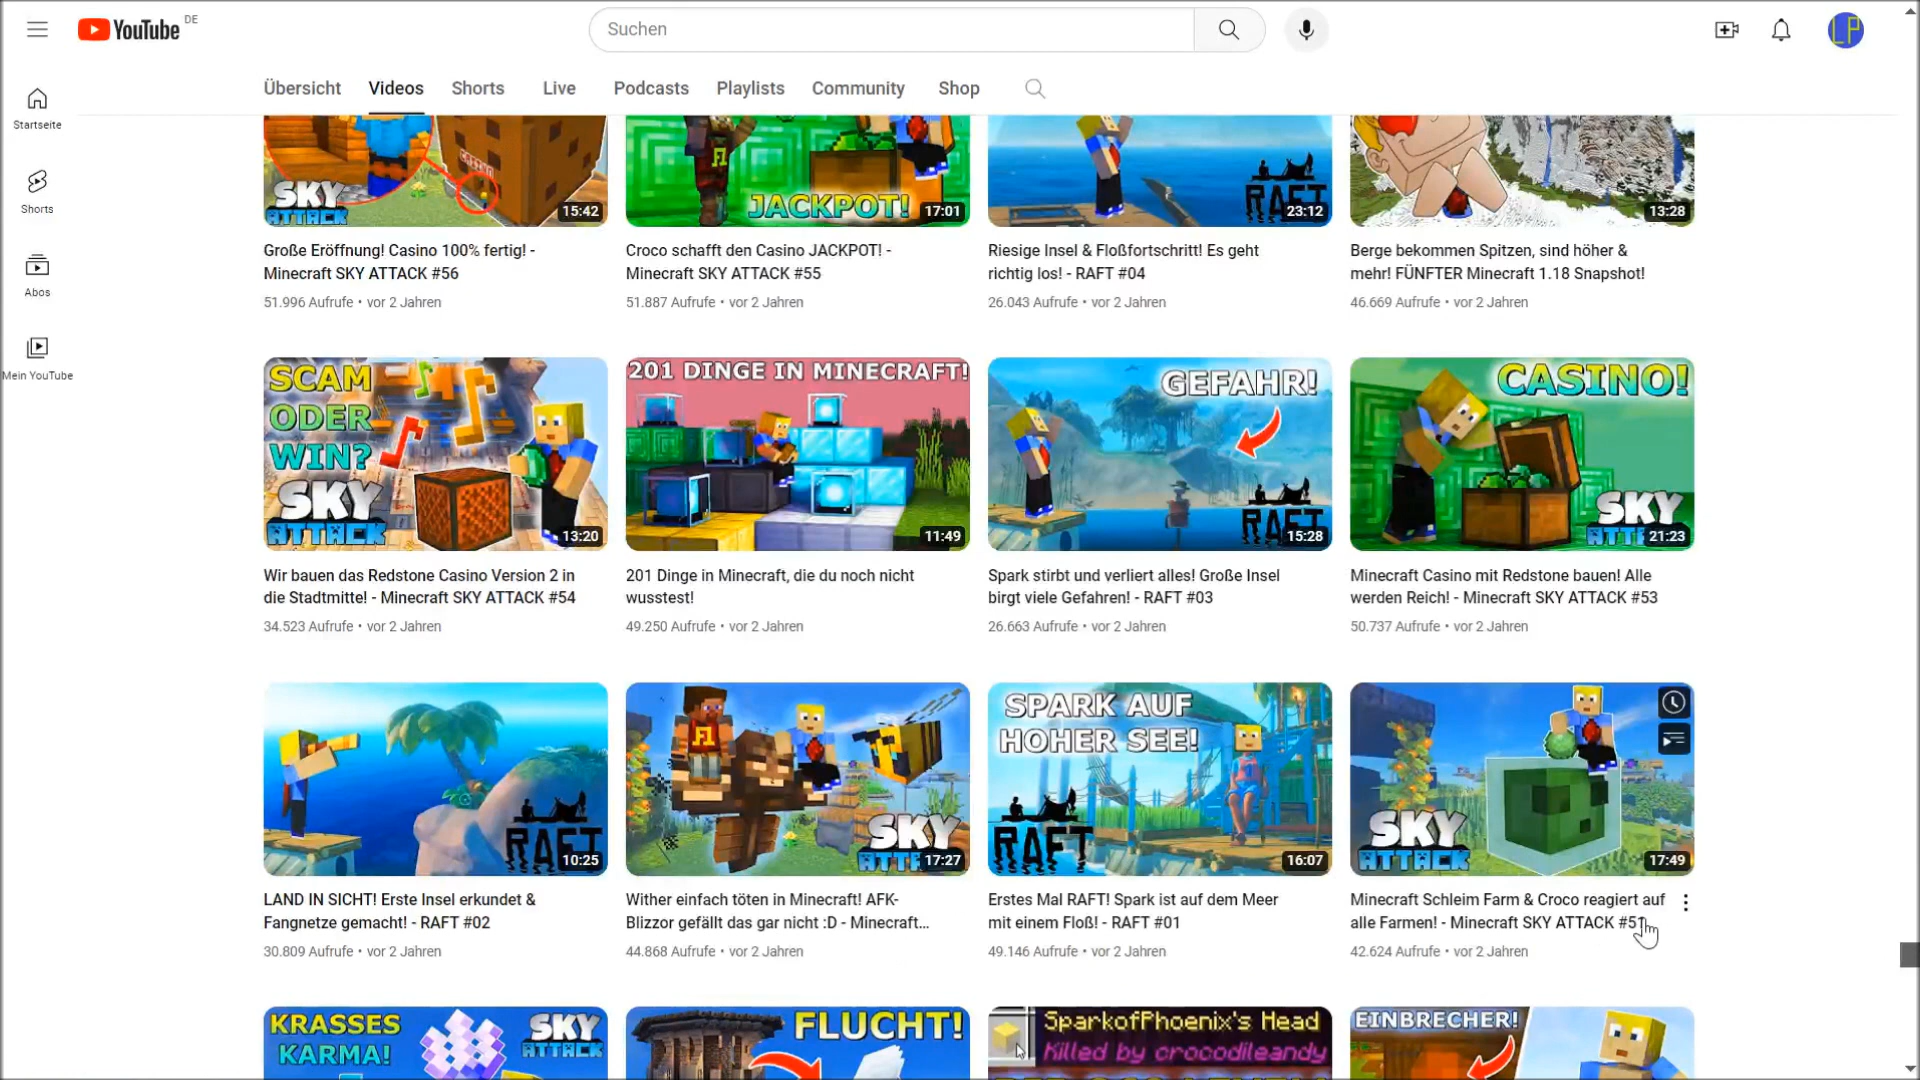 YouTube DE
Suchen
LP
Übersicht
Videos
Shorts
Live
Podcasts
Playlists
Community
Shop
Startseite
Shorts
Abos
Mein YouTube
CASINO
SKY
ATTACK
15:42
F1
JACKPOT!
17:01
RAFT
23:12
13:28
Große Eröffnung! Casino 100% fertig! -
Minecraft SKY ATTACK #56
51.996 Aufrufe • vor 2 Jahren
Croco schafft den Casino JACKPOT! -
Minecraft SKY ATTACK #55
51.887 Aufrufe • vor 2 Jahren
Riesige Insel & Floßfortschritt! Es geht
richtig los! - RAFT #04
26.043 Aufrufe • vor 2 Jahren
Berge bekommen Spitzen, sind höher &
mehr! FÜNFTER Minecraft 1.18 Snapshot!
46.669 Aufrufe • vor 2 Jahren
SCAM
ODER
WIN?
SKY
ATTACK
13:20
201 DINGE IN MINECRAFT!
11:49
GEFAHR!
RAFT
15:28
CASINO!
SKY
ATTACK
21:23
Wir bauen das Redstone Casino Version 2 in
die Stadtmitte! - Minecraft SKY ATTACK #54
34.523 Aufrufe • vor 2 Jahren
201 Dinge in Minecraft, die du noch nicht
wusstest!
49.250 Aufrufe • vor 2 Jahren
Spark stirbt und verliert alles! Große Insel
birgt viele Gefahren! - RAFT #03
26.663 Aufrufe • vor 2 Jahren
Minecraft Casino mit Redstone bauen! Alle
werden Reich! - Minecraft SKY ATTACK #53
50.737 Aufrufe • vor 2 Jahren
RAFT
10:25
F1
SKY
ATTACK
17:27
SPARK AUF
HOHER SEE!
RAFT
16:07
SKY
ATTACK
17:49
LAND IN SICHT! Erste Insel erkundet &
Fangnetze gemacht! - RAFT #02
30.809 Aufrufe • vor 2 Jahren
Wither einfach töten in Minecraft! AFK-
Blizzor gefällt das gar nicht :D - Minecraft...
44.868 Aufrufe • vor 2 Jahren
Erstes Mal RAFT! Spark ist auf dem Meer
mit einem Floß! - RAFT #01
49.146 Aufrufe • vor 2 Jahren
Minecraft Schleim Farm & Croco reagiert auf
alle Farmen! - Minecraft SKY ATTACK #51
42.624 Aufrufe • vor 2 Jahren
KRASSES
KARMA!
SKY
ATTACK
FLUCHT!
SparkofPhoenix's Head
Killed by crocodileandy
EINBRECHER!